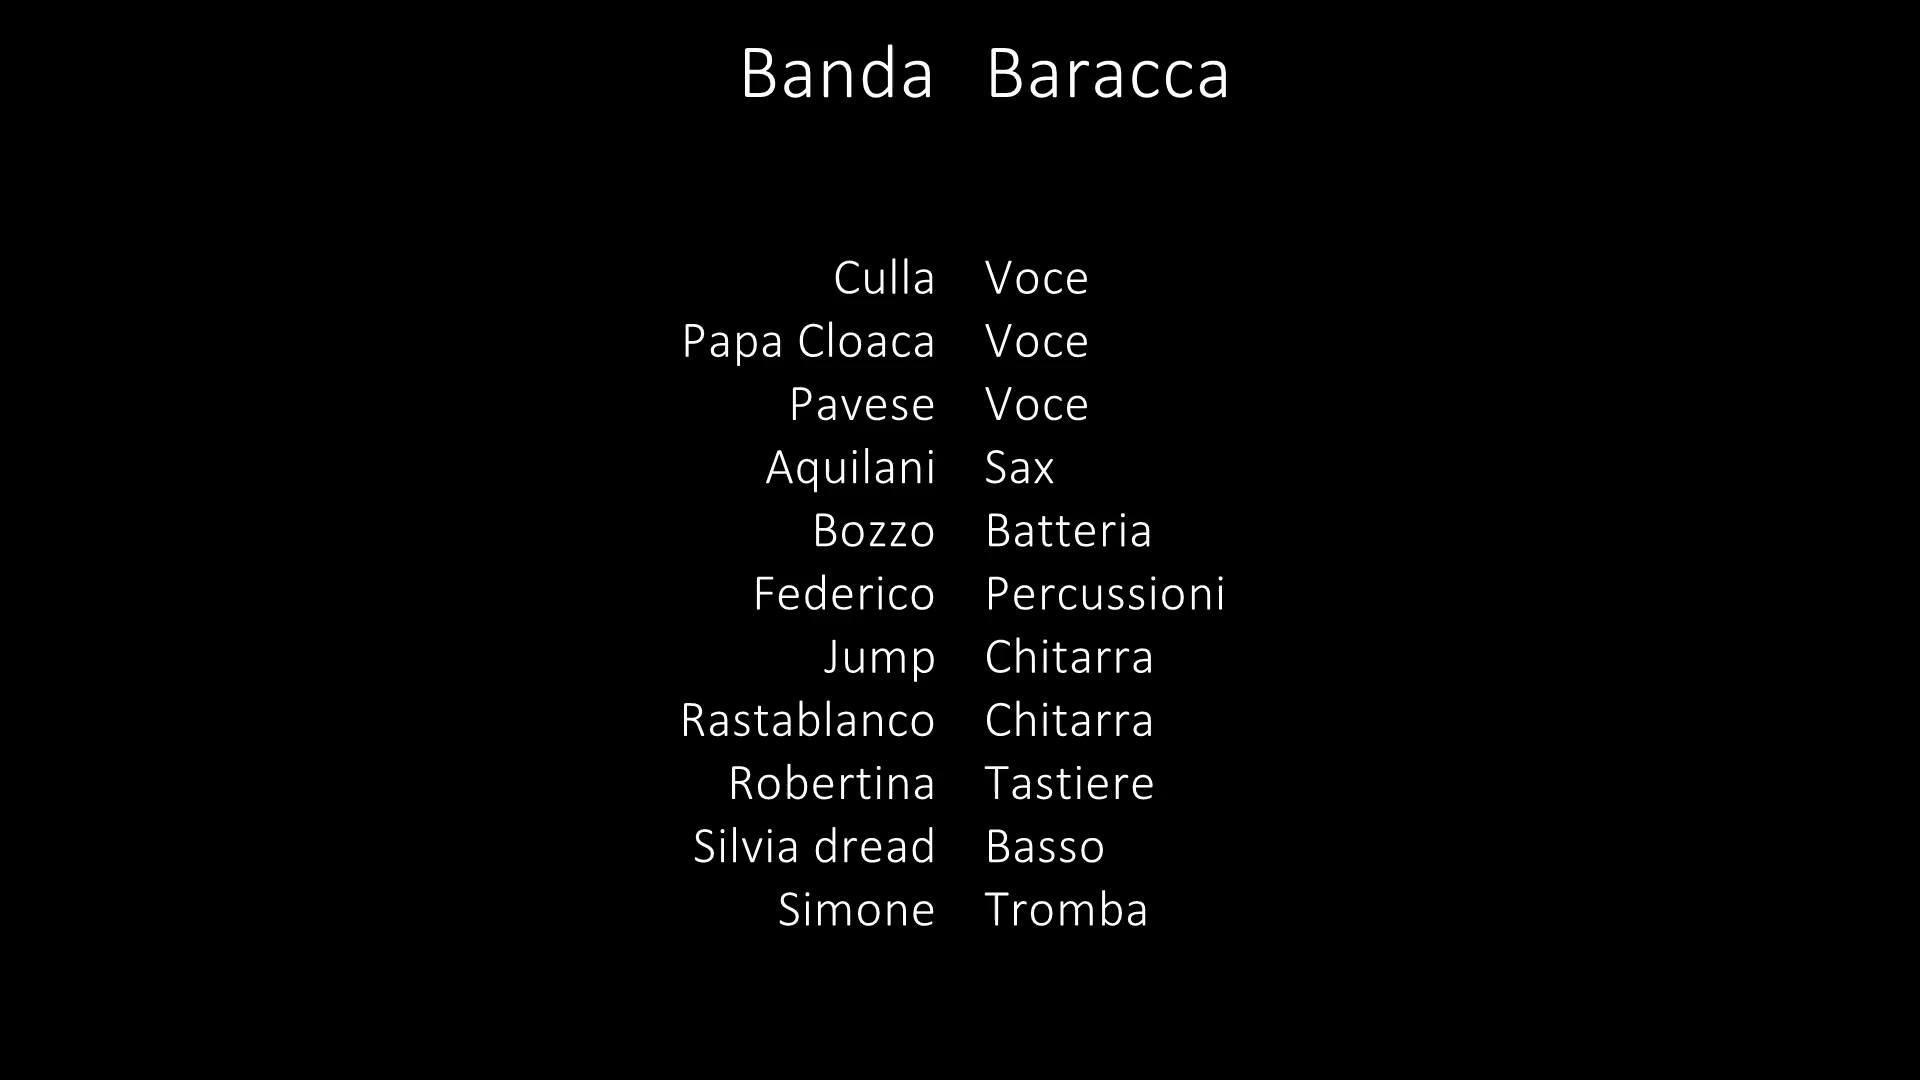 Banda Baracca
Culla Voce
Papa Cloaca Voce
Pavese Voce
Aquilani Sax
Bozzo Batteria
Federico Percussioni
Jump Chitarra
Rastablanco Chitarra
Robertina Tastiere
Silvia dread Basso
Simone Tromba